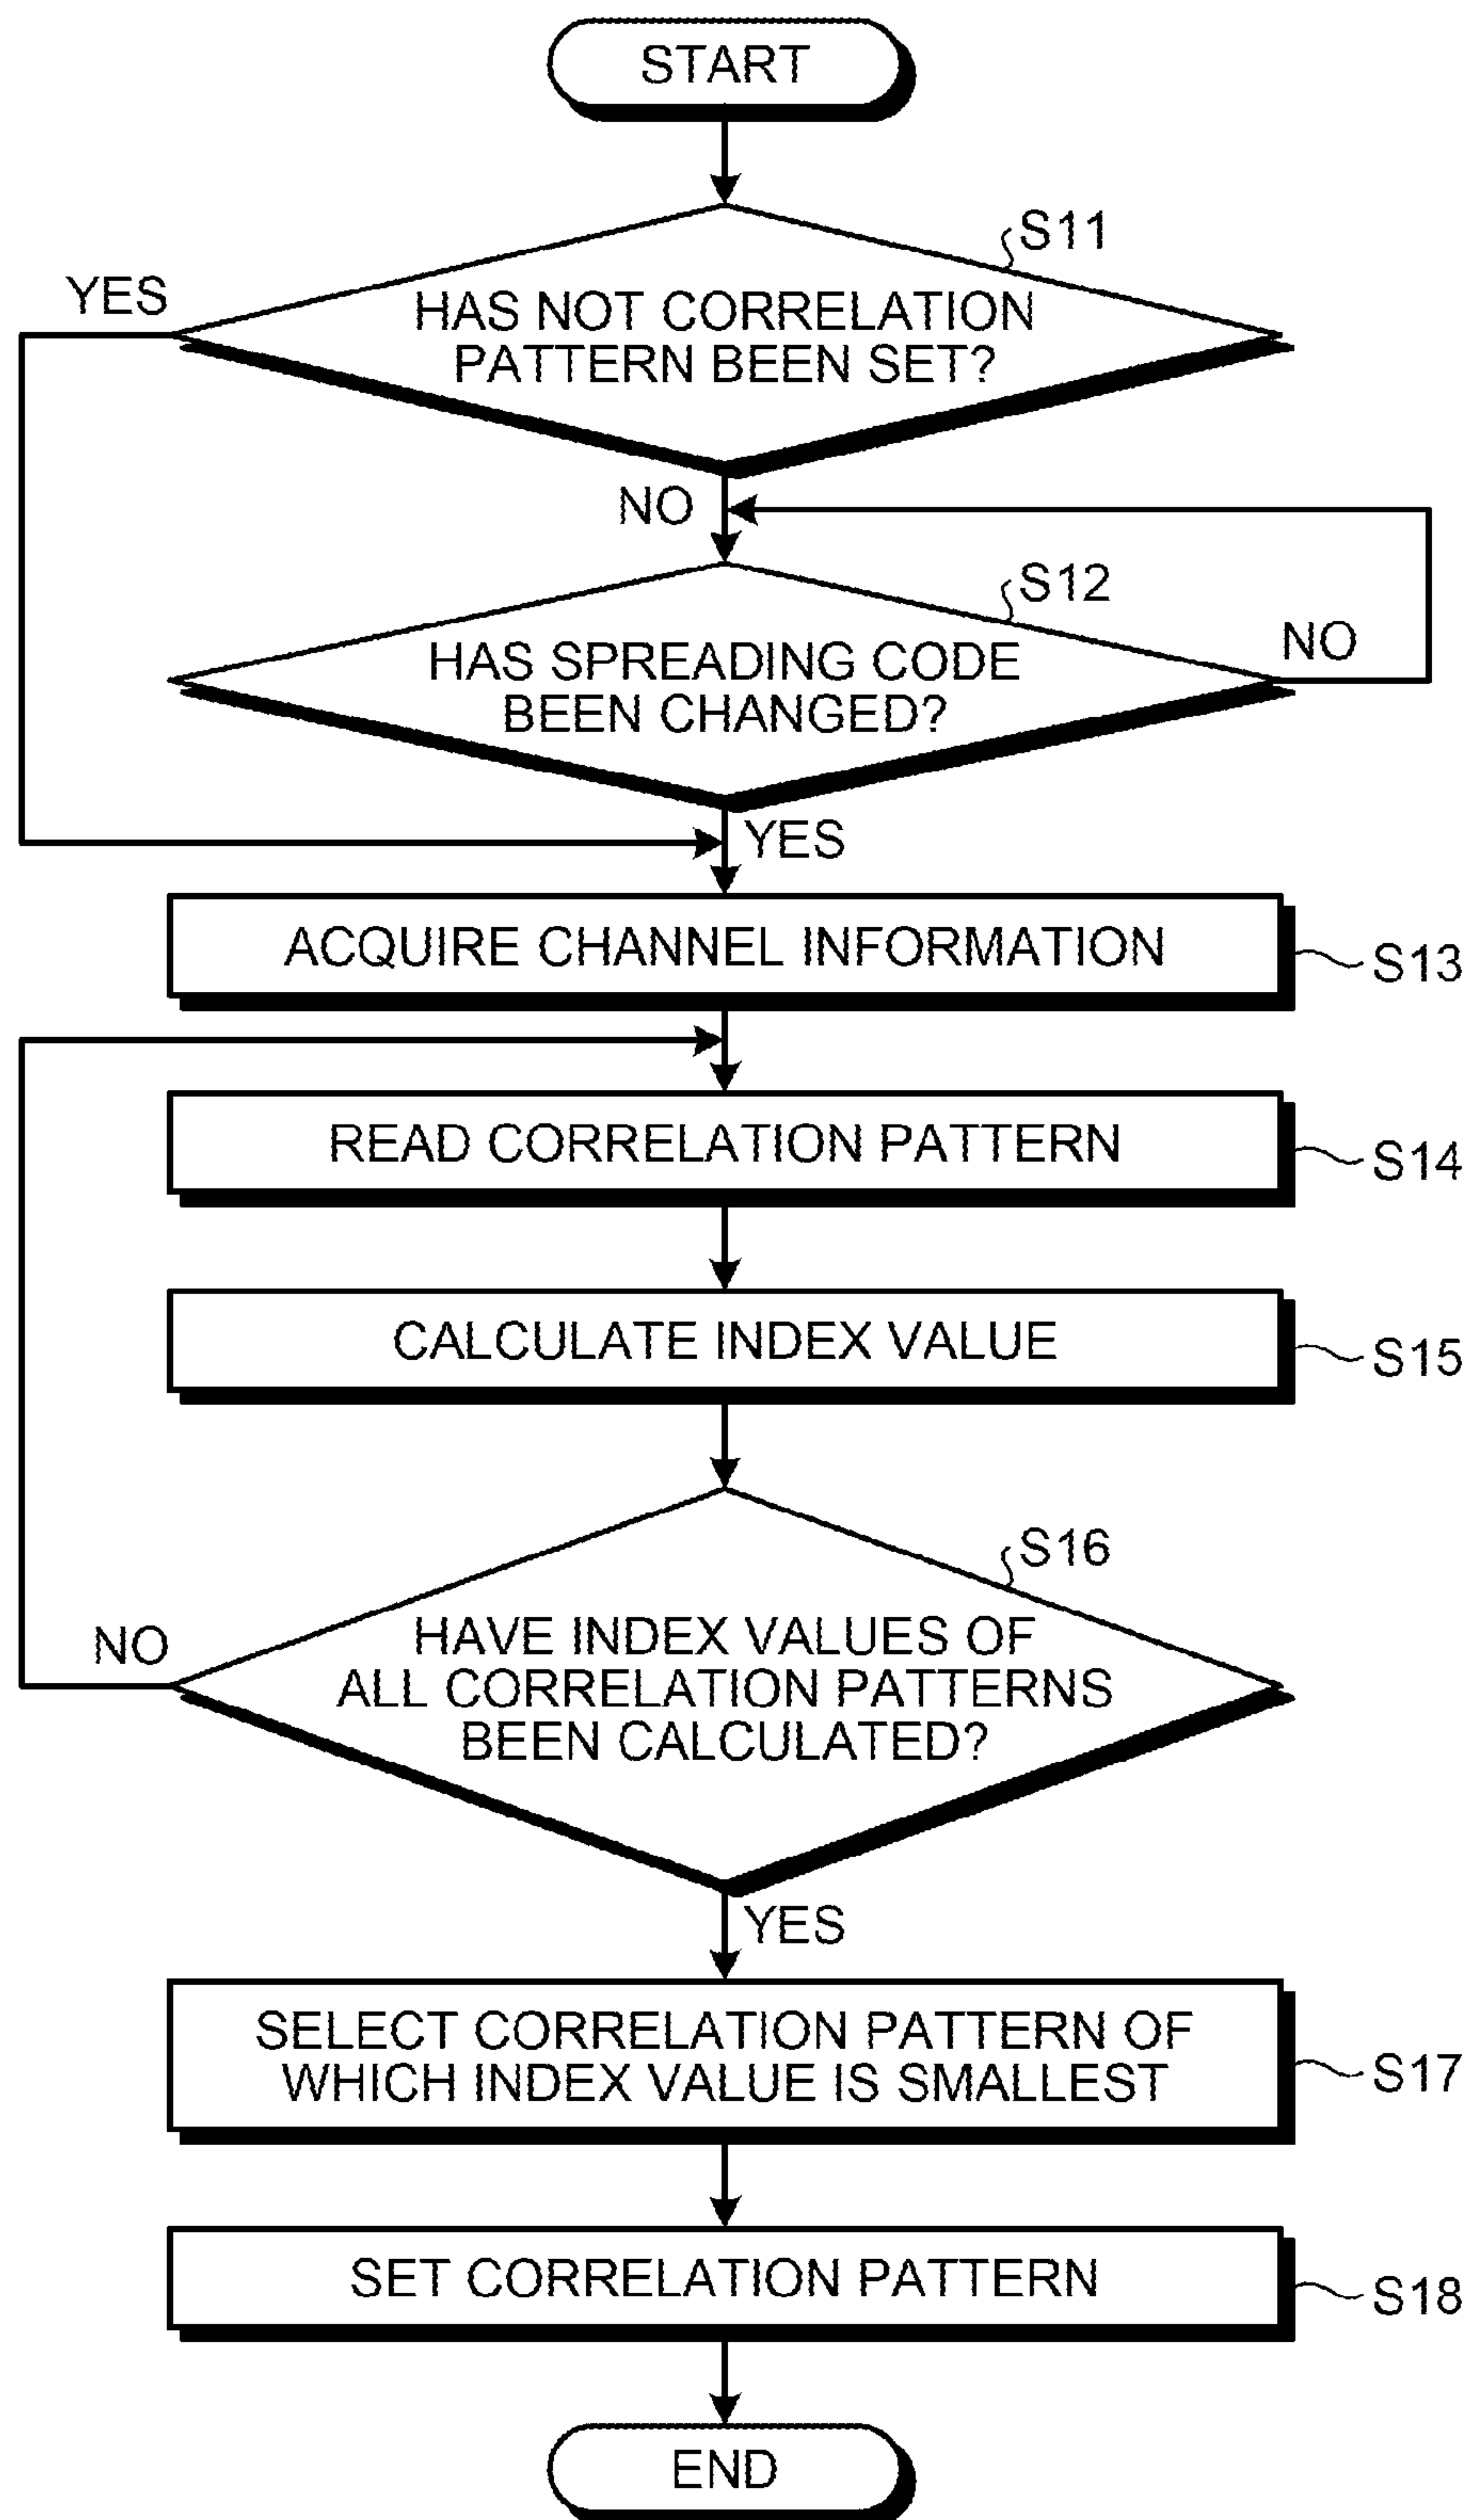 START
S11
YES
HAS NOT CORRELATION
PATTERN BEEN SET?
NO
S12
NO
HAS SPREADING CODE
BEEN CHANGED?
YES
ACQUIRE CHANNEL INFORMATION
S13
READ CORRELATION PATTERN
S14
CALCULATE INDEX VALUE
S15
S16
NO
HAVE INDEX VALUES OF
ALL CORRELATION PATTERNS
BEEN CALCULATED?
YES
SELECT CORRELATION PATTERN OF
WHICH INDEX VALUE IS SMALLEST
S17
SET CORRELATION PATTERN
S18
END